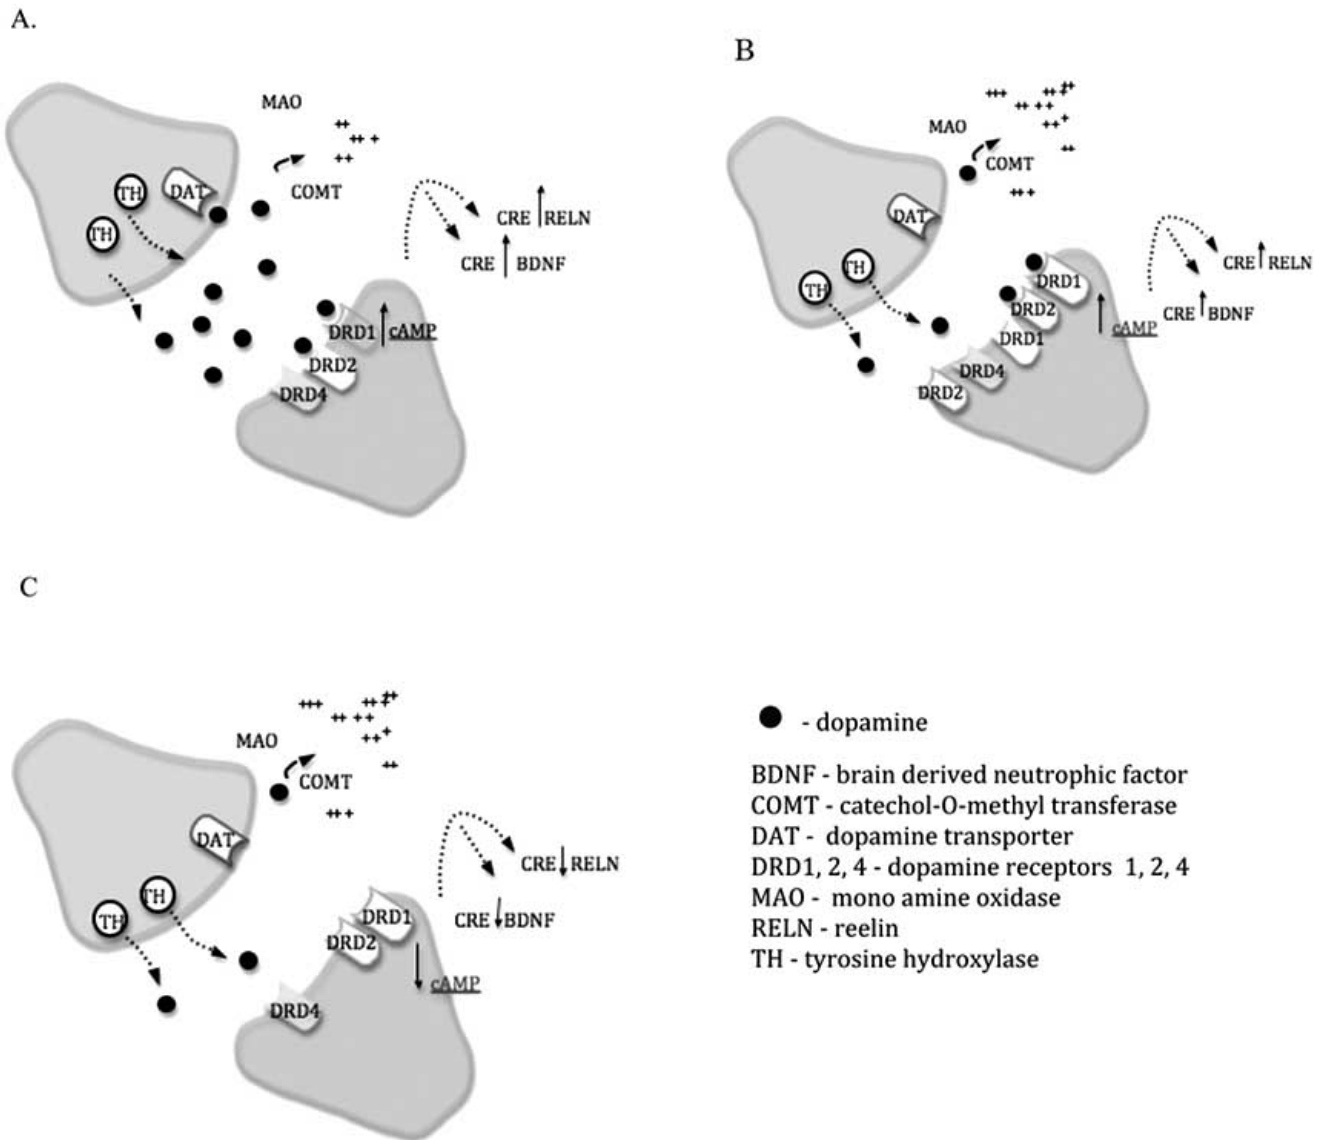 A.
MAO
COMT
TH
DAT
TH
CRE RELN
CRE BDNF
DRD1
cAMP
DRD2
DRD4
B
MAO
COMT
DAT
TH
TH
CRE RELN
CRE BDNF
DRD1
DRD2
cAMP
DRD1
DRD4
DRD2
C
MAO
COMT
DAT
TH
TH
CRE RELN
CRE BDNF
DRD1
DRD2
cAMP
DRD4
- dopamine
BDNF - brain derived neutrophic factor
COMT - catechol-O-methyl transferase
DAT - dopamine transporter
DRD1, 2, 4 - dopamine receptors 1, 2, 4
MAO - mono amine oxidase
RELN - reelin
TH - tyrosine hydroxylase